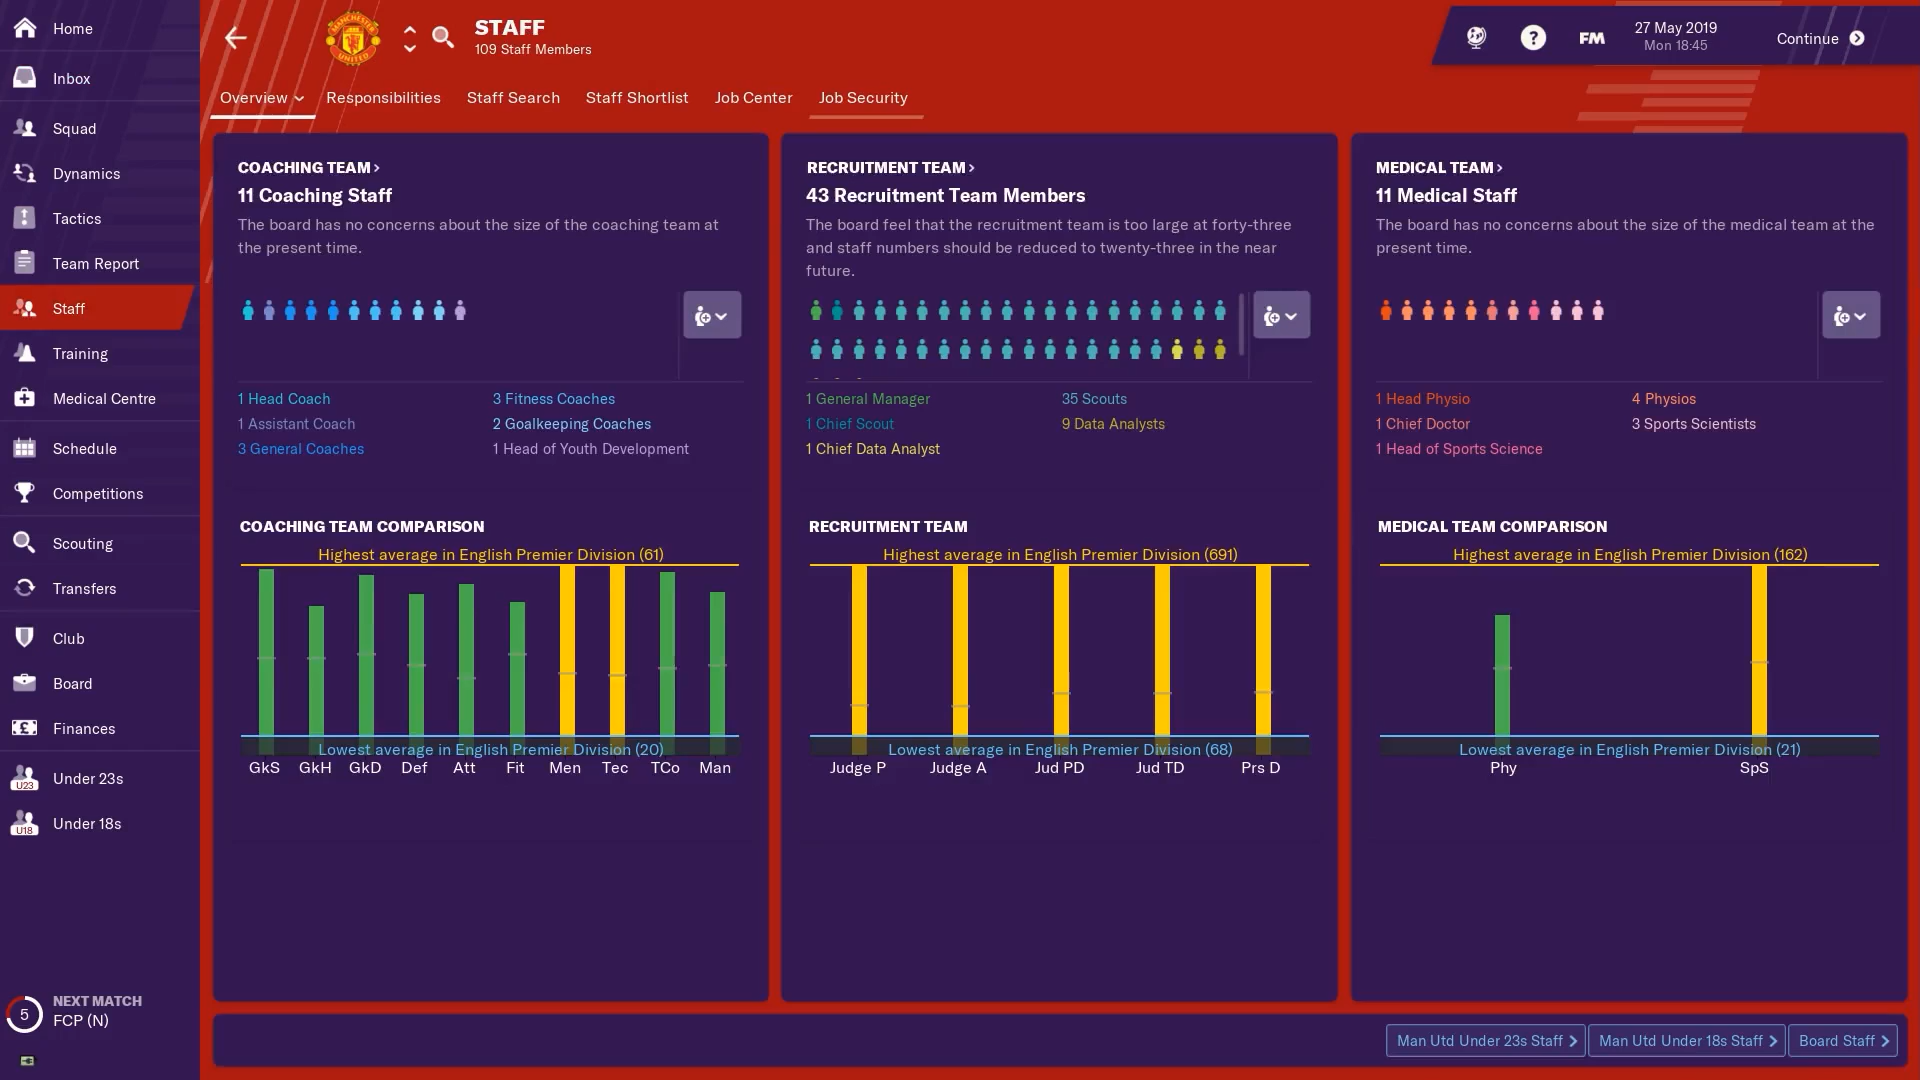 Home
Inbox
Squad
Dynamics
Tactics
Team Report
Staff
Training
Medical Centre
Schedule
Competitions
Scouting
Transfers
Club
Board
Finances
U23
Under 23s
U18
Under 18s
5
NEXT MATCH
FCP (N)
MANCHESTER
UNITED
STAFF
109 Staff Members
?
FM
27 May 2019
Mon 18:45
Continue
Overview
Responsibilities
Staff Search
Staff Shortlist
Job Center
Job Security
COACHING TEAM
11 Coaching Staff
The board has no concerns about the size of the coaching team at
the present time.
1 Head Coach
3 Fitness Coaches
1 Assistant Coach
2 Goalkeeping Coaches
3 General Coaches
1 Head of Youth Development
COACHING TEAM COMPARISON
Highest average in English Premier Division (61)
Lowest average in English Premier Division (20)
GkS GkH GkD Def Att Fit Men Tec TCo Man
RECRUITMENT TEAM
43 Recruitment Team Members
The board feel that the recruitment team is too large at forty-three
and staff numbers should be reduced to twenty-three in the near
future.
1 General Manager
35 Scouts
1 Chief Scout
9 Data Analysts
1 Chief Data Analyst
RECRUITMENT TEAM
Highest average in English Premier Division (691)
Lowest average in English Premier Division (68)
Judge P Judge A Jud PD Jud TD Prs D
MEDICAL TEAM
11 Medical Staff
The board has no concerns about the size of the medical team at the
present time.
1 Head Physio
4 Physios
1 Chief Doctor
3 Sports Scientists
1 Head of Sports Science
MEDICAL TEAM COMPARISON
Highest average in English Premier Division (162)
Lowest average in English Premier Division (21)
Phy SpS
Man Utd Under 23s Staff
Man Utd Under 18s Staff
Board Staff